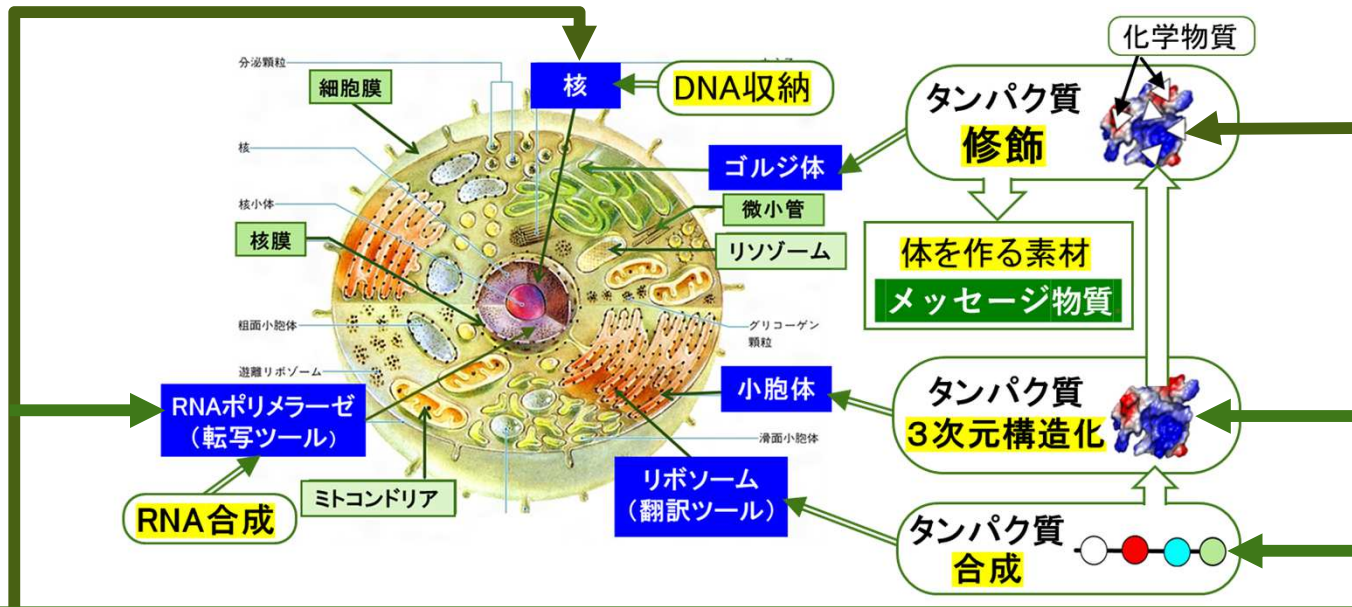 化学物質
分泌顆粒
細胞膜
核
DNA収納
タンパク質
修飾
核
ゴルジ体
核小体
微小管
核膜
リソゾーム
体を作る素材
メッセージ物質
粗面小胞体
グリコーゲン
顆粒
遊離リボゾーム
小胞体
タンパク質
3次元構造化
RNAポリメラーゼ
（転写ツール）
滑面小胞体
リボソーム
（翻訳ツール）
ミトコンドリア
RNA合成
タンパク質
合成